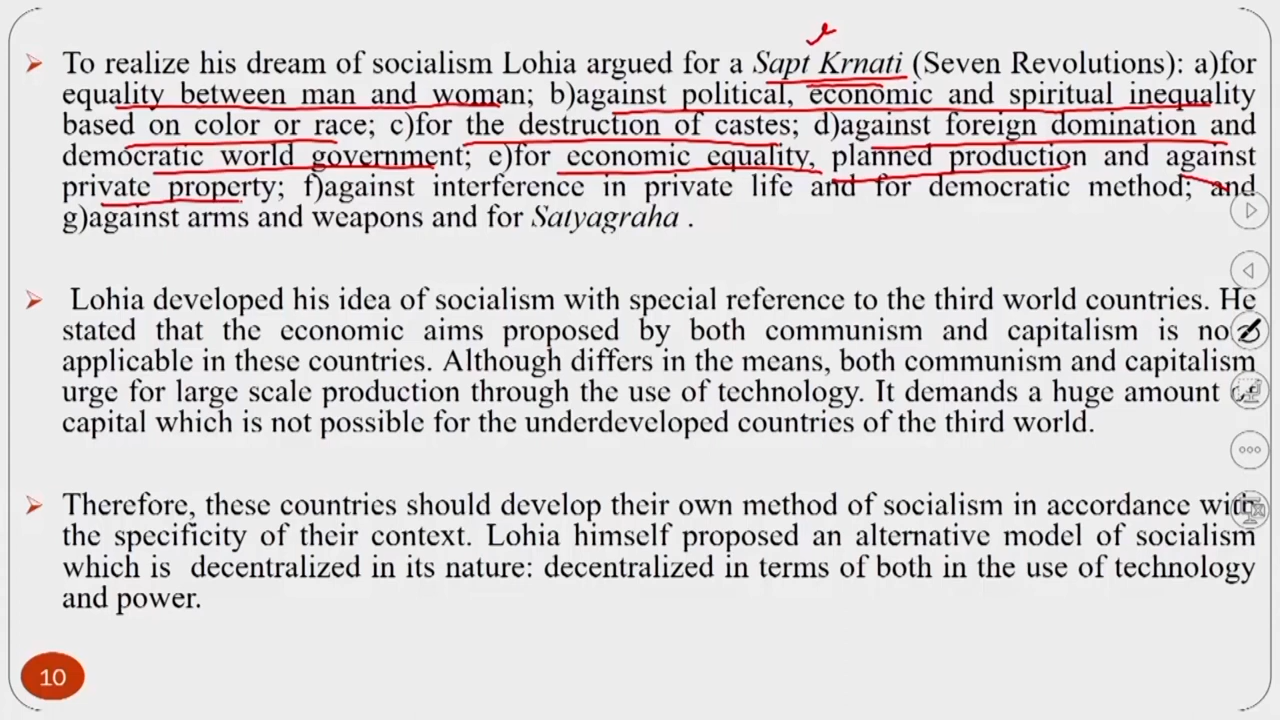 ➢ To realize his dream of socialism Lohia argued for a Sapt Krnati (Seven Revolutions): a)for
equality between man and woman; b)against political, economic and spiritual inequality
based on color or race; c)for the destruction of castes; d)against foreign domination and
democratic world government; e)for economic equality, planned production and against
private property; f)against interference in private life and for democratic method; and
g)against arms and weapons and for Satyagraha .
➢ Lohia developed his idea of socialism with special reference to the third world countries. He
stated that the economic aims proposed by both communism and capitalism is no
applicable in these countries. Although differs in the means, both communism and capitalism
urge for large scale production through the use of technology. It demands a huge amount
capital which is not possible for the underdeveloped countries of the third world.
➢ Therefore, these countries should develop their own method of socialism in accordance with
the specificity of their context. Lohia himself proposed an alternative model of socialism
which is decentralized in its nature: decentralized in terms of both in the use of technology
and power.
10